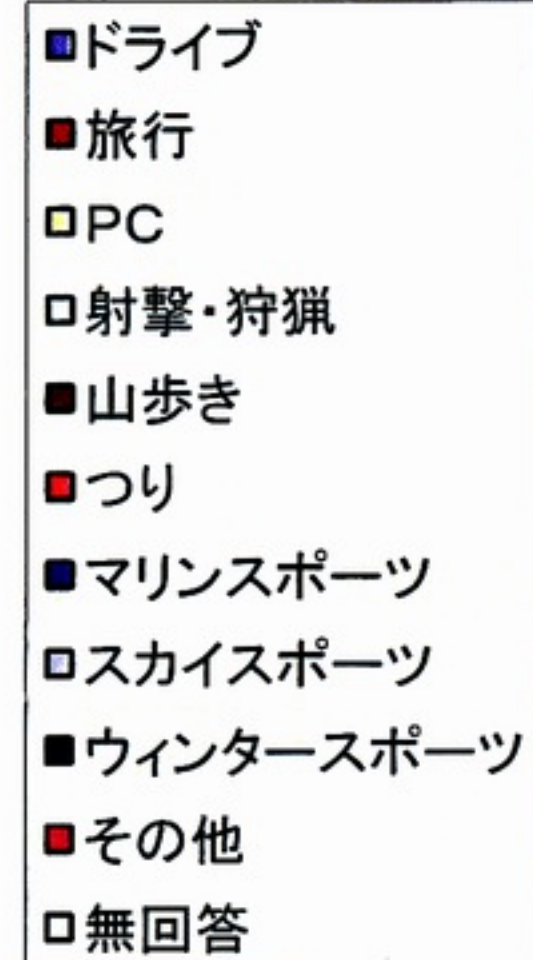 ドライブ
旅行
PC
射撃・狩猟
山歩き
つり
マリンスポーツ
スカイスポーツ
ウィンタースポーツ
その他
無回答